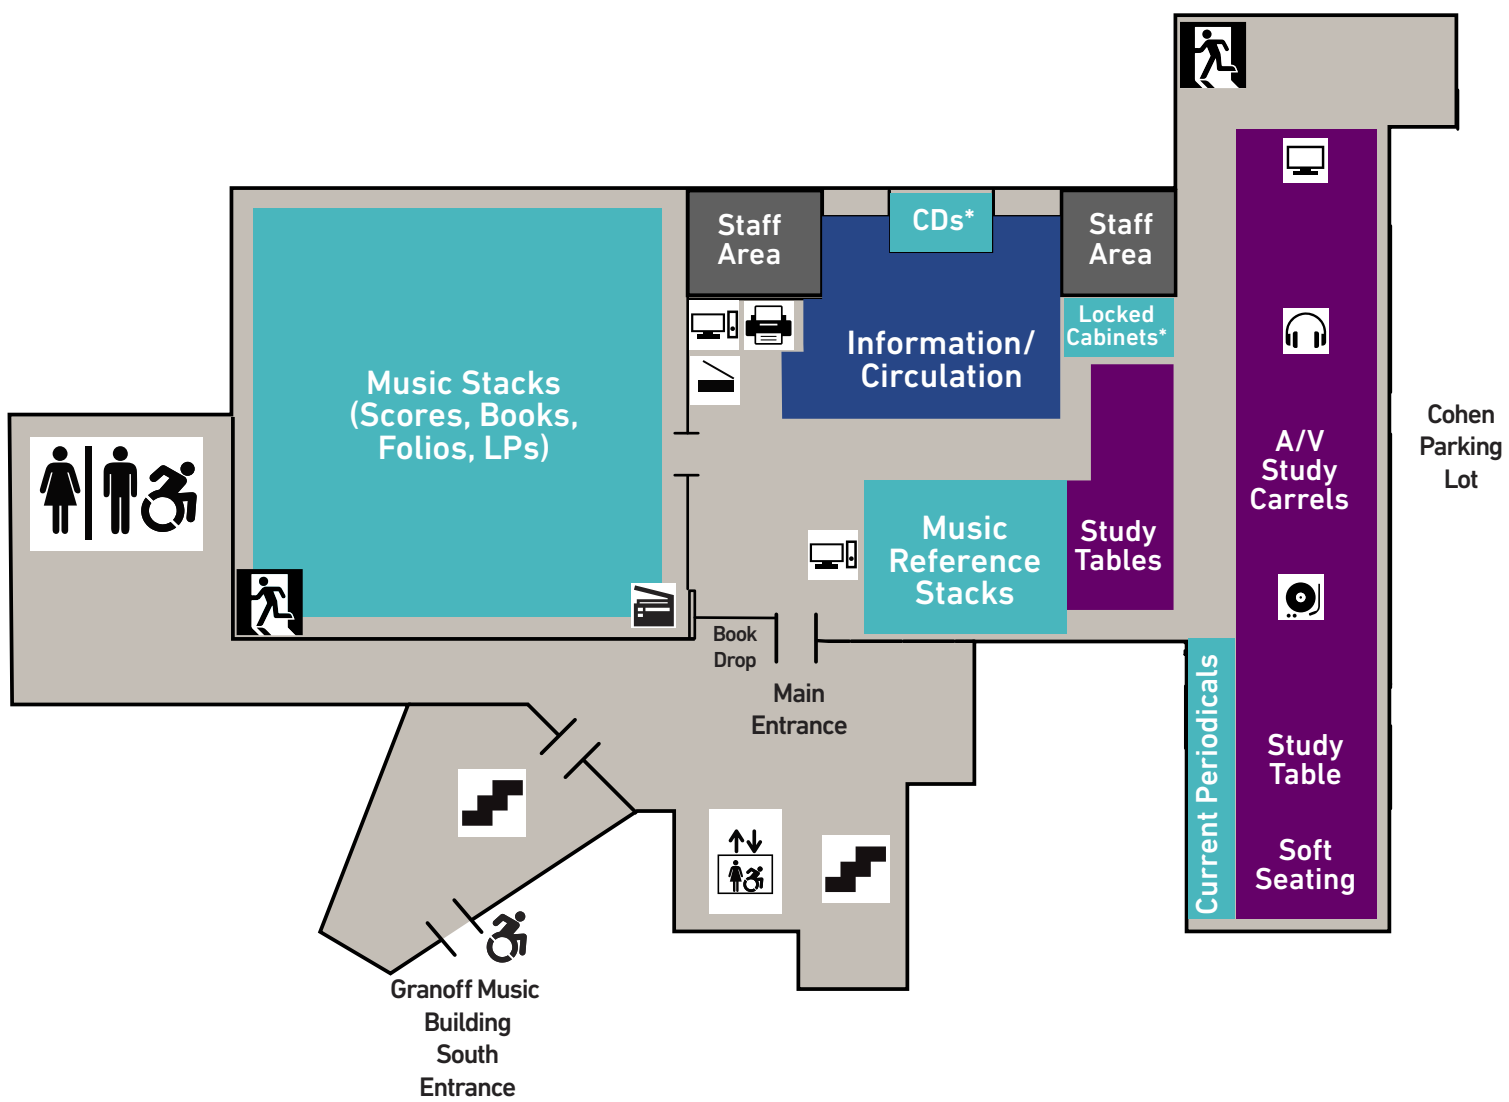 Staff
Area
CDs*
Staff
Area
Locked
Cabinets*
Information/
Circulation
Music Stacks
(Scores, Books,
Folios, LPs)
A/V
Study
Carrels
Cohen
Parking
Lot
Music
Reference
Stacks
Study
Tables
Book
Drop
Main
Entrance
Current Periodicals
Study
Table
Soft
Seating
Granoff Music
Building
South
Entrance